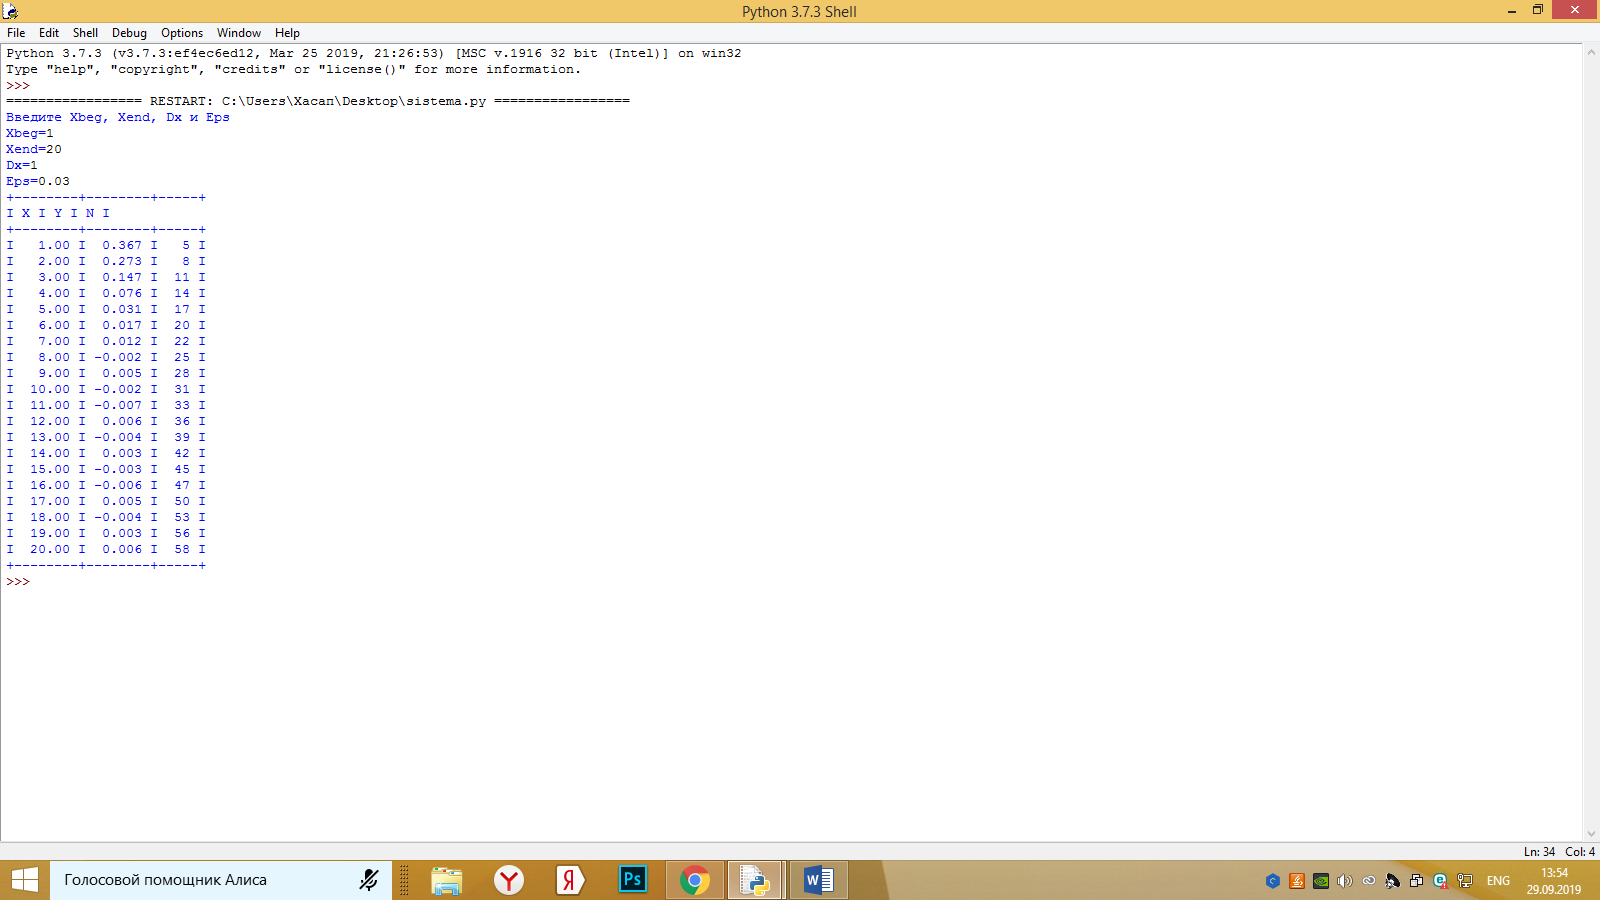 Python 3.7.3 Shell
File Edit Shell Debug Options Window Help
Python 3.7.3 (v3.7.3:ef4ec6ed12, Mar 25 2019, 21:26:53) [MSC v.1916 32 bit (Intel)] on win32
Type "help", "copyright", "credits" or "license()" for more information.
>>>
================= RESTART: C:\Users\Хасап\Desktop\sistema.py =================
Введите Xbeg, Xend, Dx и Eps
Xbeg=1
Xend=20
Dx=1
Eps=0.03
+--------+--------+-----+
I X I Y I N I
+--------+--------+-----+
I   1.00 I  0.367 I   5 I
I   2.00 I  0.273 I   8 I
I   3.00 I  0.147 I  11 I
I   4.00 I  0.076 I  14 I
I   5.00 I  0.031 I  17 I
I   6.00 I  0.017 I  20 I
I   7.00 I  0.012 I  22 I
I   8.00 I -0.002 I  25 I
I   9.00 I  0.005 I  28 I
I  10.00 I -0.002 I  31 I
I  11.00 I -0.007 I  33 I
I  12.00 I  0.006 I  36 I
I  13.00 I -0.004 I  39 I
I  14.00 I  0.003 I  42 I
I  15.00 I -0.003 I  45 I
I  16.00 I -0.006 I  47 I
I  17.00 I  0.005 I  50 I
I  18.00 I -0.004 I  53 I
I  19.00 I  0.003 I  56 I
I  20.00 I  0.006 I  58 I
+--------+--------+-----+
>>>
Ln: 34 Col: 4
Голосовой помощник Алиса
Y
Я
Ps
W
ENG
13:54
29.09.2019